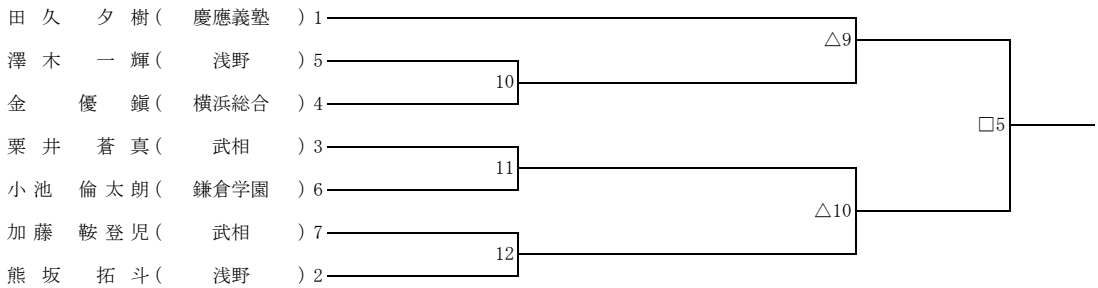 田久 夕樹( 慶應義塾 )1
△9
澤木 一輝( 浅野 )5
10
金 優鎭( 横浜総合 )4
□5
栗井 蒼真( 武相 )3
11
小池 倫太朗( 鎌倉学園 )6
△10
加藤 鞍登児( 武相 )7
12
熊坂 拓斗( 浅野 )2